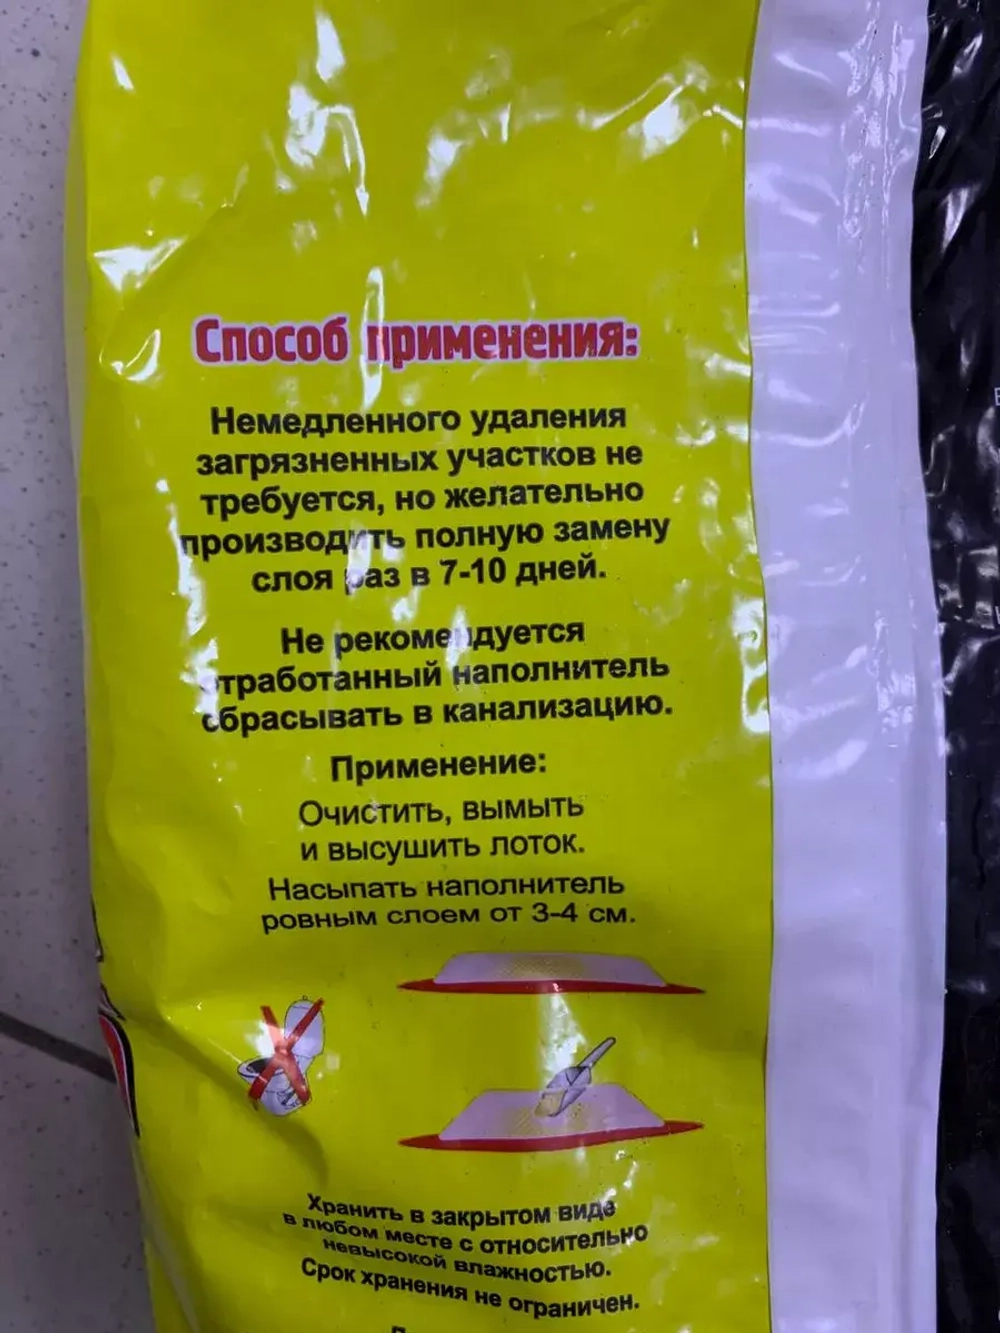 Способ применения:
Немедленного удаления
загрязненных участков не
требуется, но желательно
производить полную замену
слоя раз в 7-10 дней.
Не рекомендуется
отработанный наполнитель
сбрасывать в канализацию.
Применение:
Очистить, вымыть
и высушить лоток.
Насыпать наполнитель
ровным слоем от 3-4 см.
Хранить в закрытом виде
в любом месте с относительно
невысокой влажностью.
Срок хранения не ограничен.